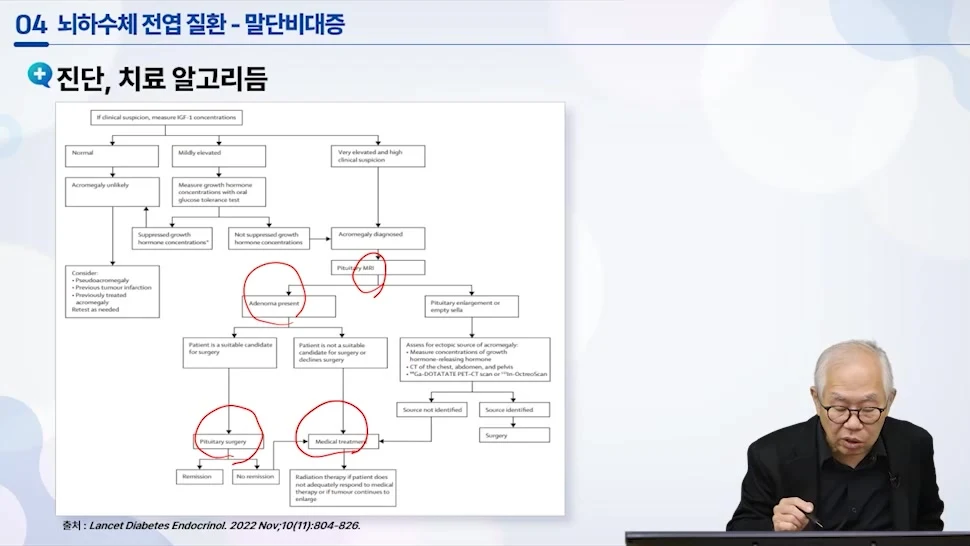 04 뇌하수체 전엽 질환 - 말단비대증
진단, 치료 알고리듬
If clinical suspicion, measure IGF-1 concentrations
Normal
Mildly elevated
Very elevated and high
clinical suspicion
Acromegaly unlikely
Measure growth hormone
concentrations with oral
glucose tolerance test
Suppressed growth
hormone concentrations*
Not suppressed growth
hormone concentrations
Acromegaly diagnosed
Consider:
• Pseudoacromegaly
• Previous tumour infarction
• Previously treated
acromegaly
Retest as needed
Pituitary MRI
Adenoma present
Pituitary enlargement or
empty sella
Patient is a suitable candidate
for surgery
Patient is not a suitable
candidate for surgery or
declines surgery
Assess for ectopic source of acromegaly:
• Measure concentrations of growth
hormone-releasing hormone
• CT of the chest, abdomen, and pelvis
• ⁶⁸Ga-DOTATATE PET-CT scan or ¹¹¹In-OctreoScan
Source not identified
Source identified
Surgery
Pituitary surgery
Medical treatment
Remission
No remission
Radiation therapy if patient does
not adequately respond to medical
therapy or if tumour continues to
enlarge
출처 : Lancet Diabetes Endocrinol. 2022 Nov;10(11):804-826.